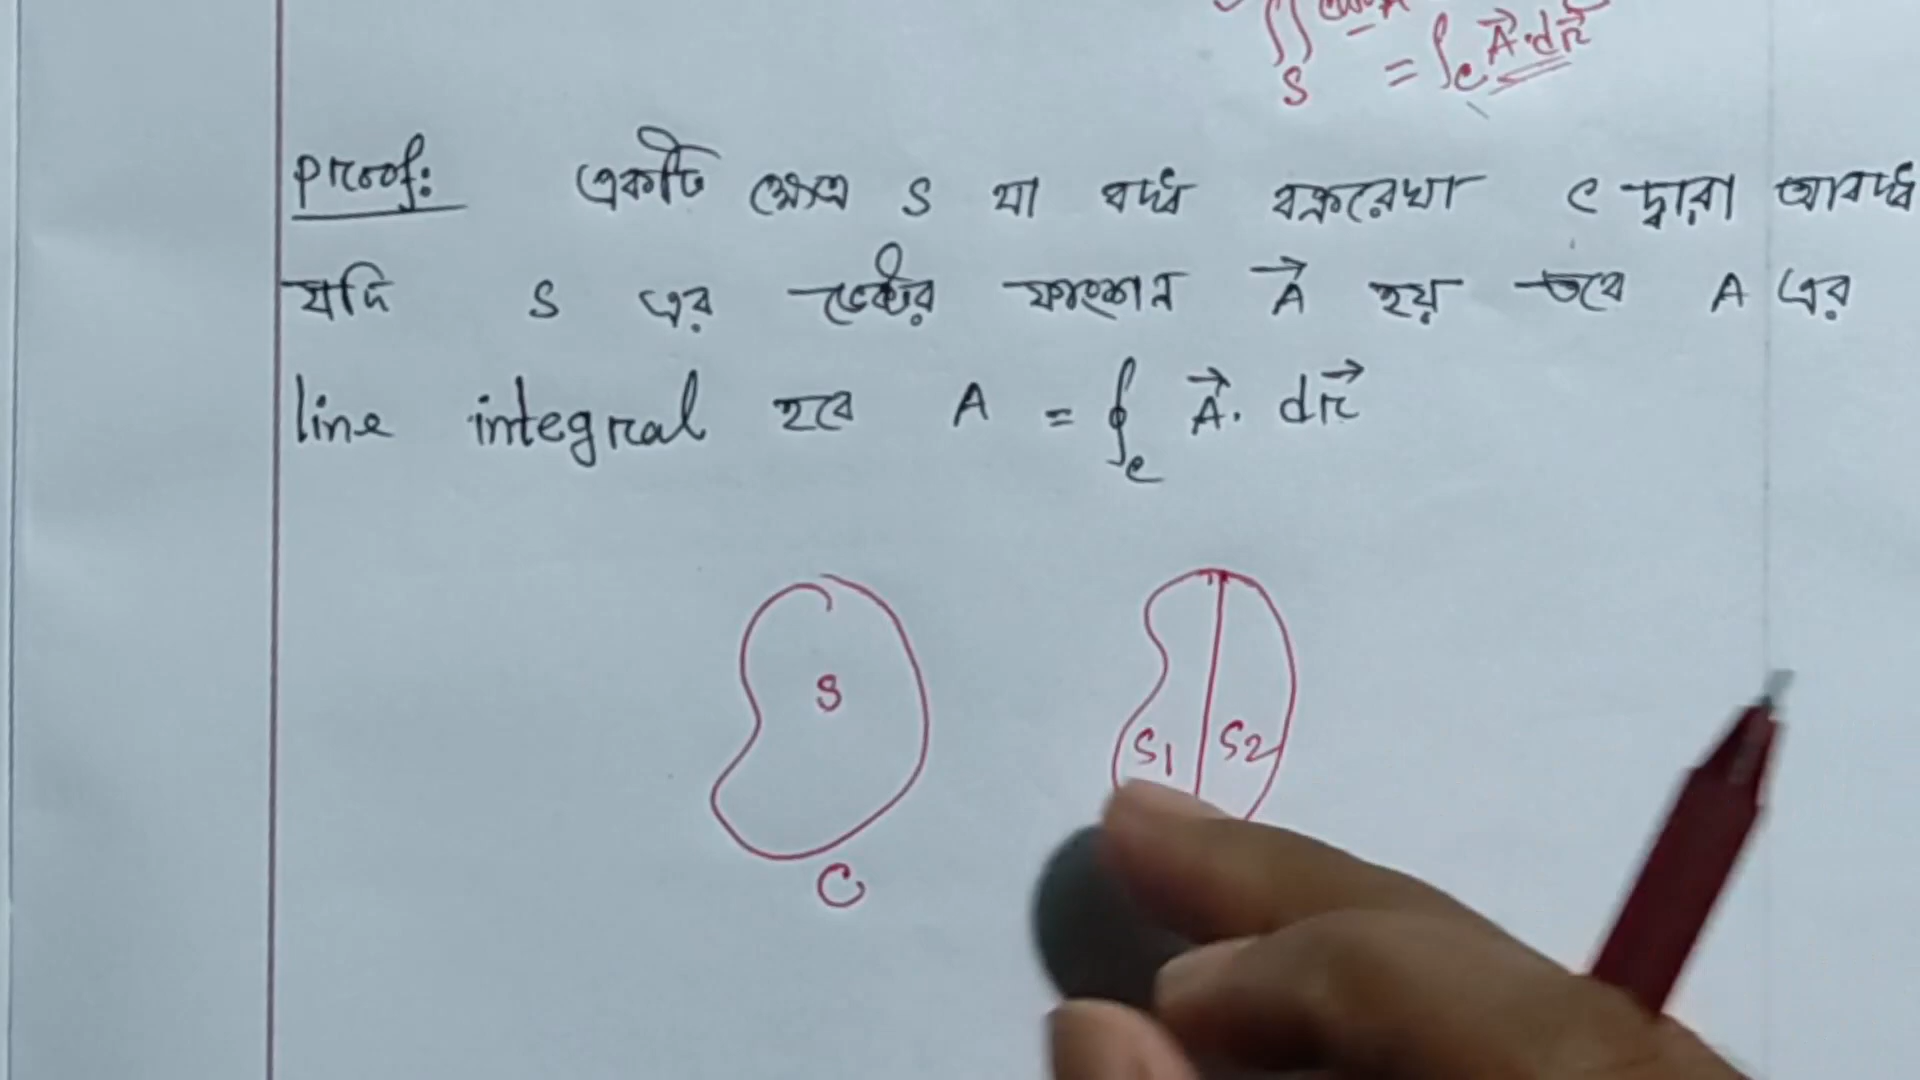 ∬
S
= ∫c A⃗·dr⃗
Proof: একটি ক্ষেত্র S যা বদ্ধ বক্ররেখা c দ্বারা আবদ্ধ
যদি S এর ভেক্টর ফাংশন A⃗ হয় তবে A এর
line integral হবে A = ∮c A⃗. dr⃗
S
S1 S2
C